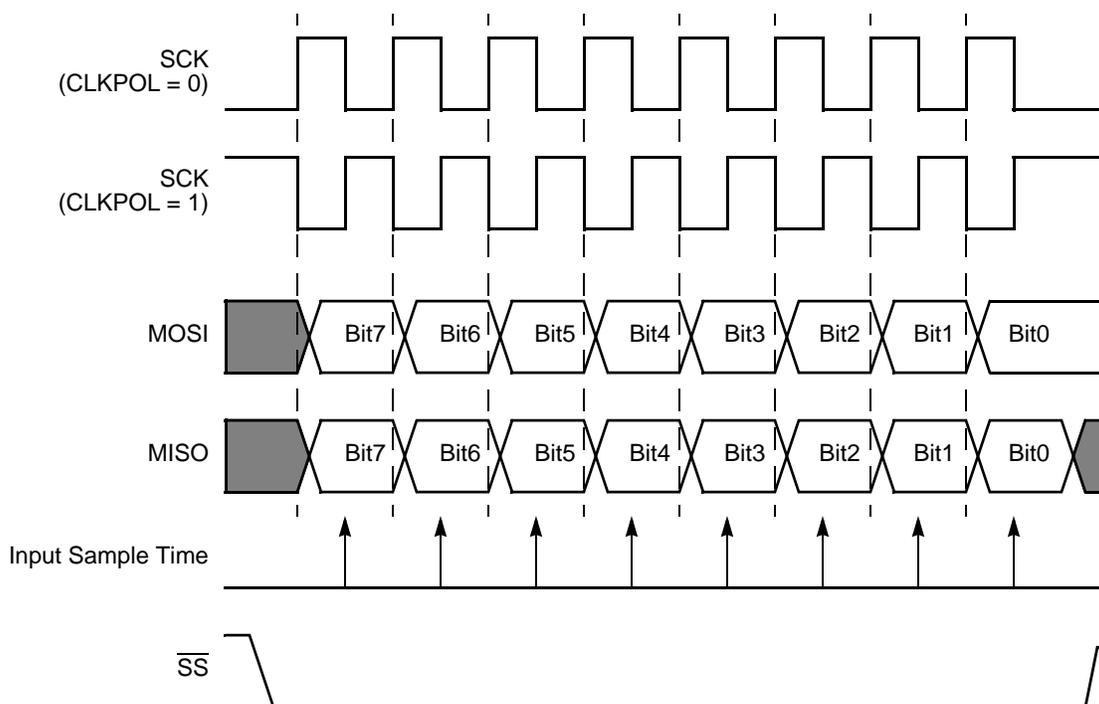 SCK
(CLKPOL = 0)
SCK
(CLKPOL = 1)
MOSI
Bit7 Bit6 Bit5 Bit4 Bit3 Bit2 Bit1 Bit0
MISO
Bit7 Bit6 Bit5 Bit4 Bit3 Bit2 Bit1 Bit0
Input Sample Time
SS